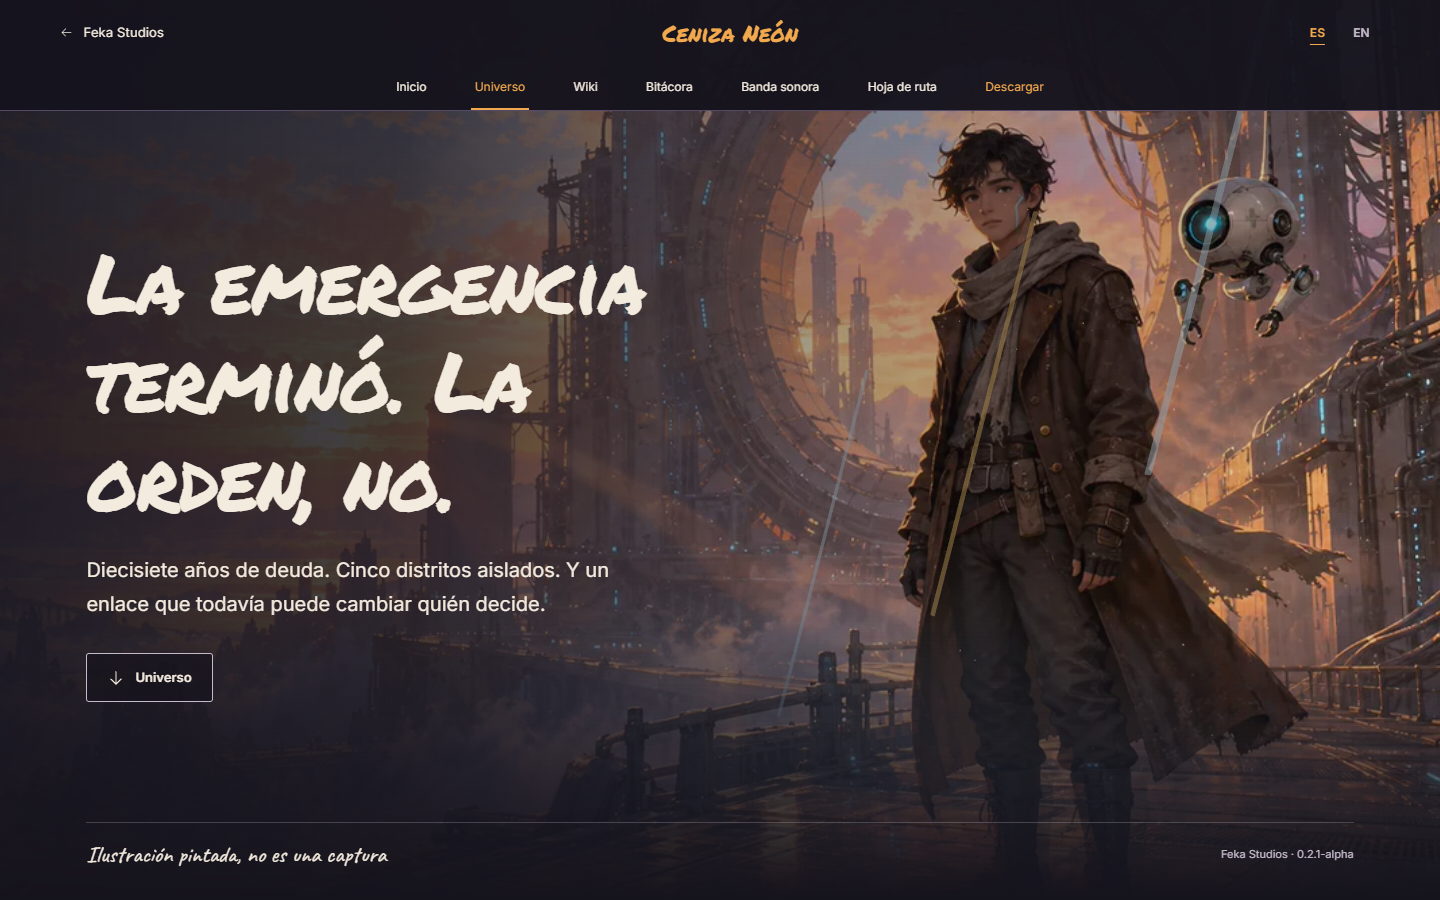 ← Feka Studios
Ceniza Neón
ES EN
Inicio Universo Wiki Bitácora Banda sonora Hoja de ruta Descargar
La emergencia
terminó. La
orden, no.
Diecisiete años de deuda. Cinco distritos aislados. Y un
enlace que todavía puede cambiar quién decide.
↓ Universo
Ilustración pintada, no es una captura
Feka Studios · 0.2.1-alpha